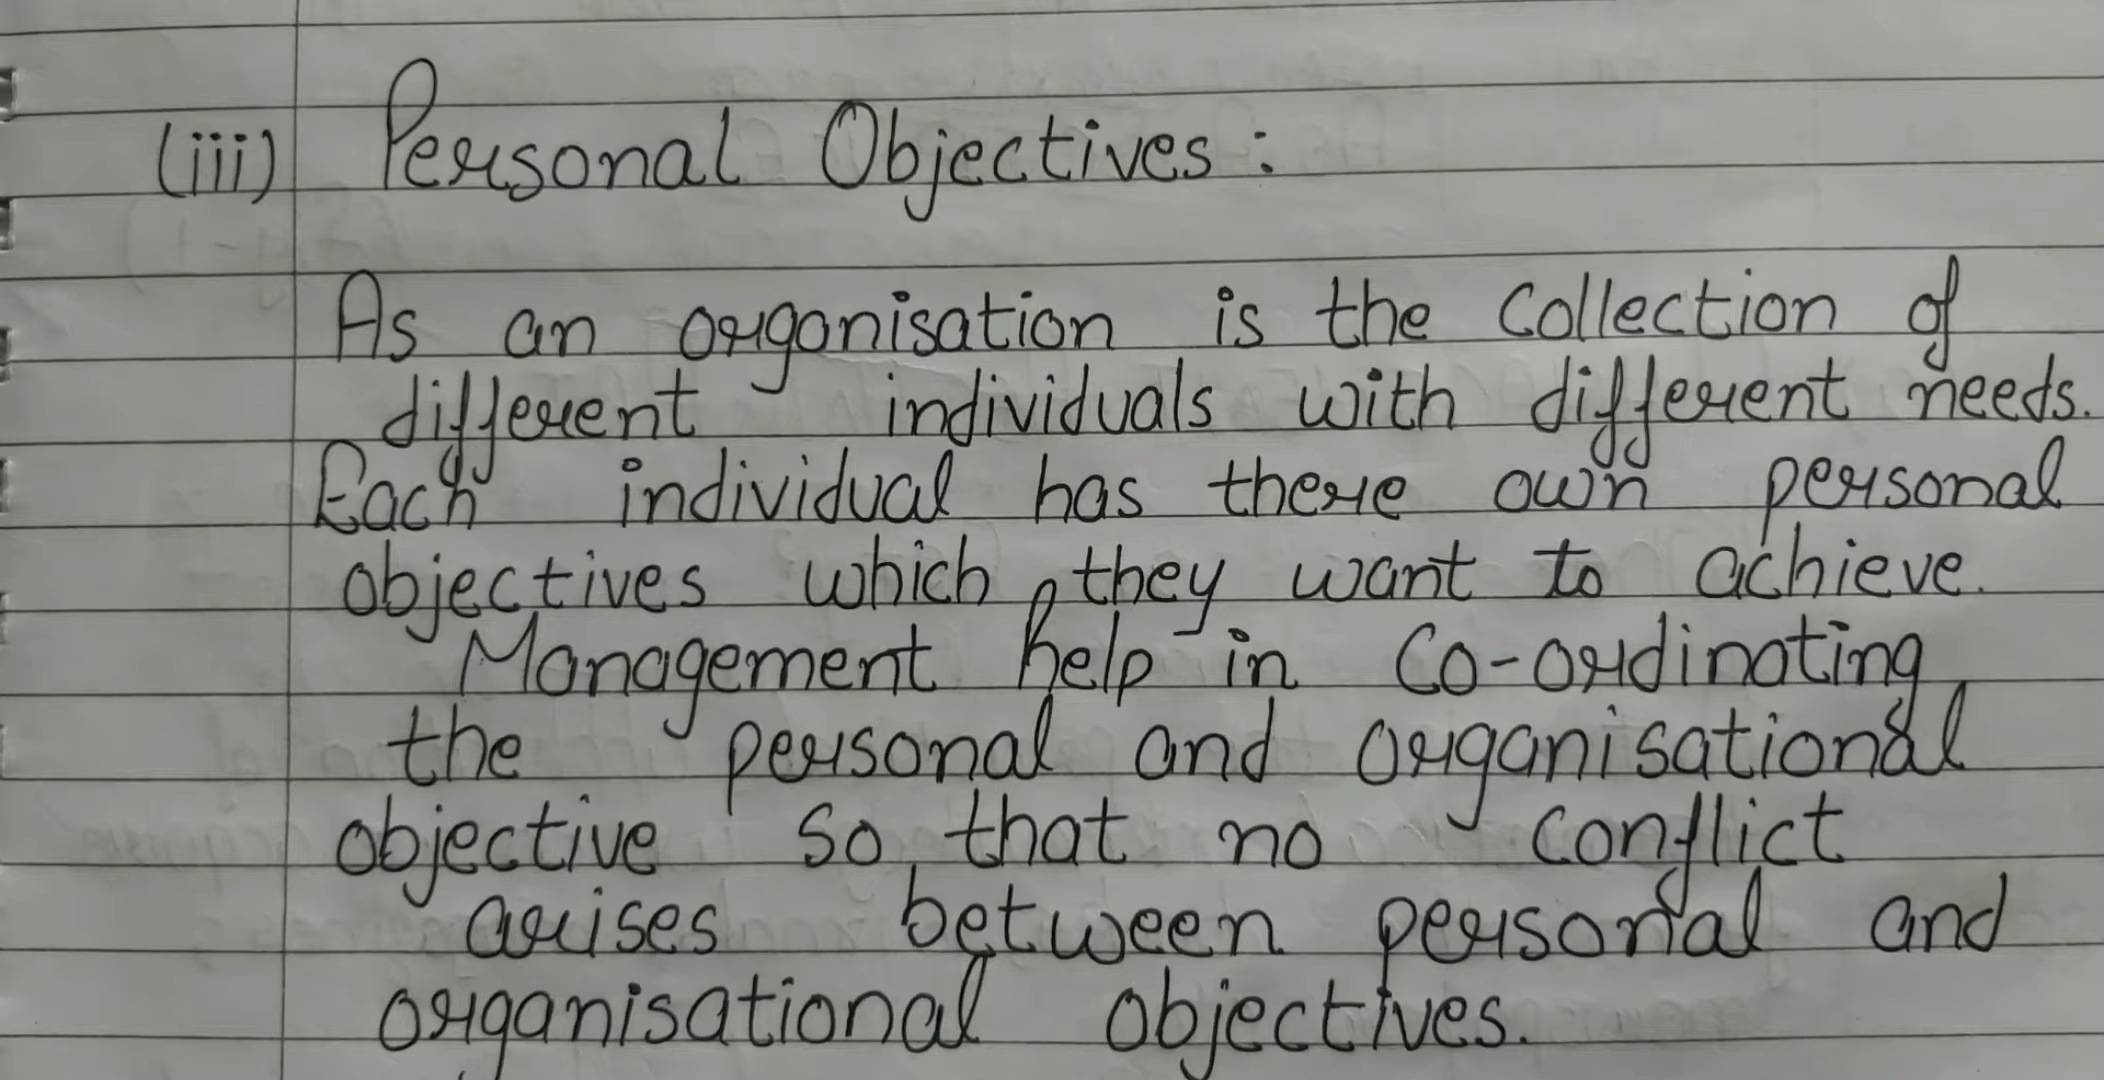 (iii) Personal Objectives:
As an organisation is the collection of
different individuals with different needs.
Each individual has there own personal
objectives which they want to achieve.
Management help in Co-ordinating
the personal and organisational
objective so that no conflict
arises between personal and
organisational objectives.